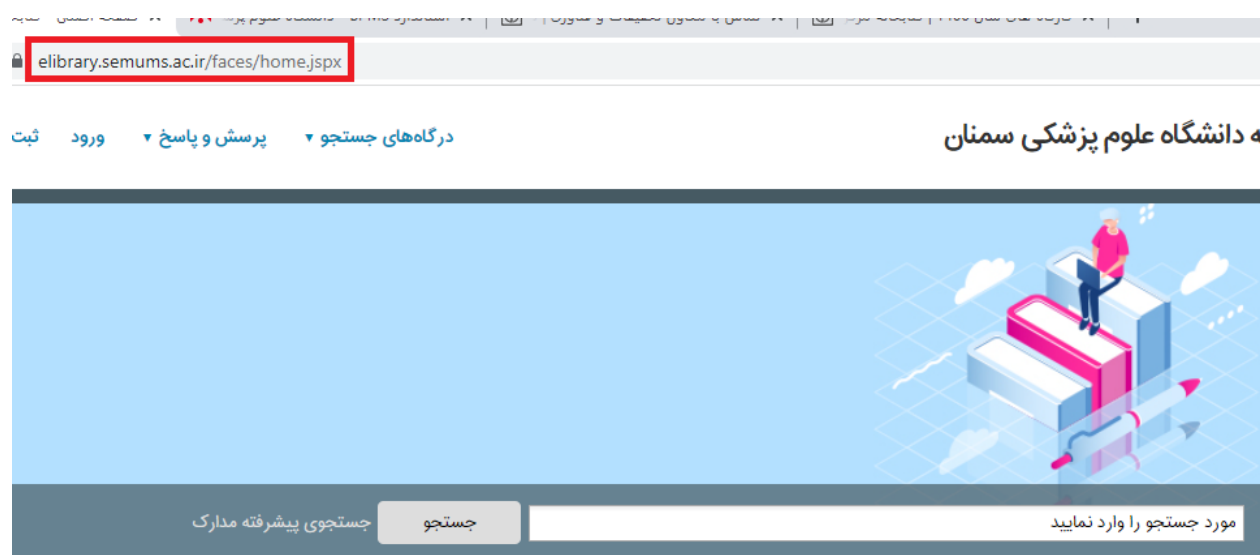 elibrary.semums.ac.ir/faces/home.jspx
ه دانشگاه علوم پزشکی سمنان
درگاه‌های جستجو ▾ پرسش و پاسخ ▾ ورود ثبت
مورد جستجو را وارد نمایید
جستجو
جستجوی پیشرفته مدارک